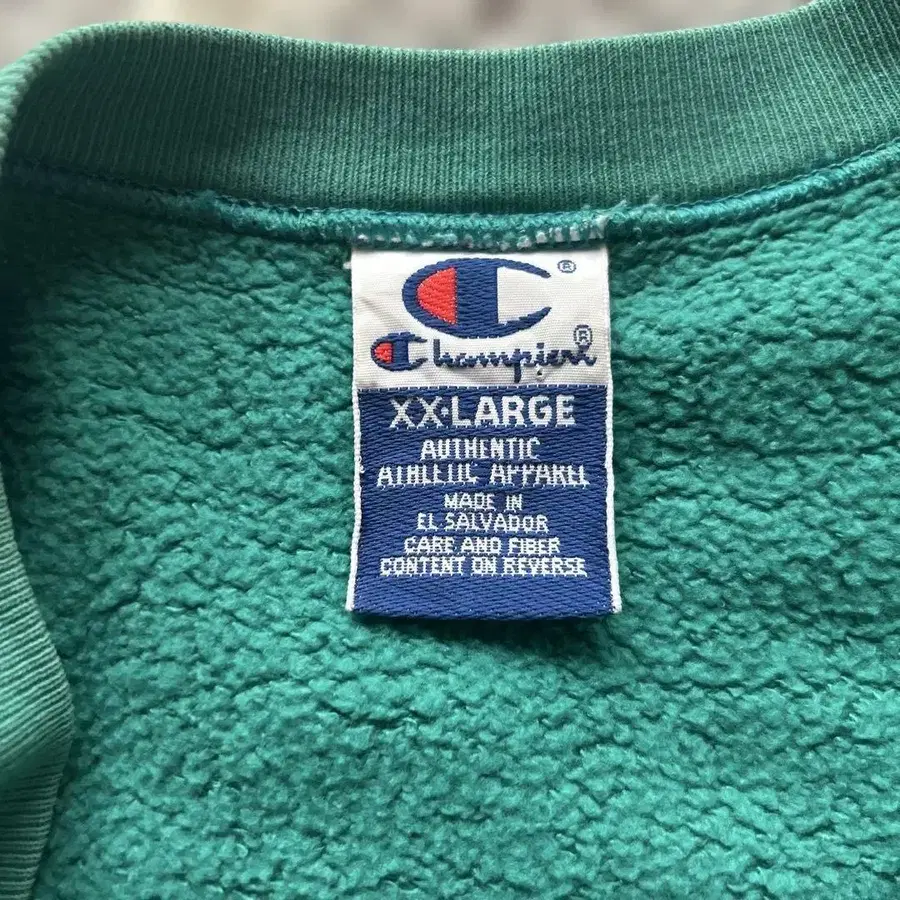 ®
Champion®
XX-LARGE
AUTHENTIC
ATHLETIC APPAREL
MADE IN
EL SALVADOR
CARE AND FIBER
CONTENT ON REVERSE